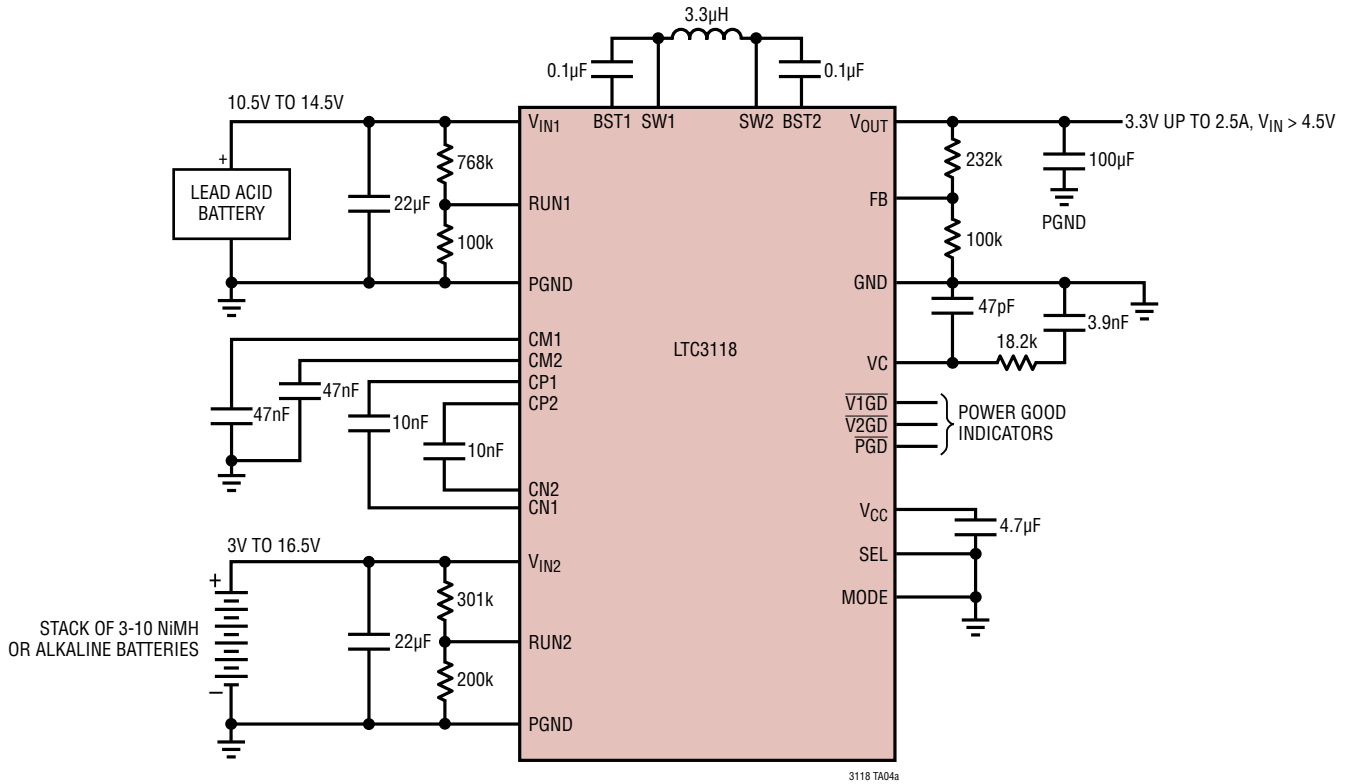 3.3µH
0.1µF
0.1µF
10.5V TO 14.5V
VIN1
BST1
SW1
SW2
BST2
VOUT
3.3V UP TO 2.5A, VIN > 4.5V
+
LEAD ACID
BATTERY
22µF
768k
RUN1
100k
PGND
232k
FB
100k
100µF
PGND
GND
47pF
3.9nF
18.2k
VC
LTC3118
CM1
CM2
CP1
CP2
47nF
47nF
10nF
10nF
CN2
CN1
V1GD
V2GD
PGD
POWER GOOD
INDICATORS
VCC
4.7µF
SEL
MODE
3V TO 16.5V
VIN2
+
STACK OF 3-10 NiMH
OR ALKALINE BATTERIES
–
22µF
301k
RUN2
200k
PGND
3118 TA04a